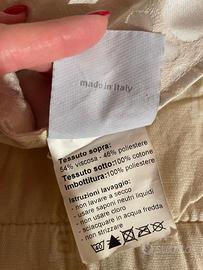 made in Italy
Tessuto sopra:
54% viscosa - 46% poliestere
Tessuto sotto:100% cotone
Imbottitura:100% poliestere
Istruzioni lavaggio:
- non lavare a secco
- usare saponi neutri liquidi
- non usare cloro
- sciacquare in acqua fredda
- non strizzare